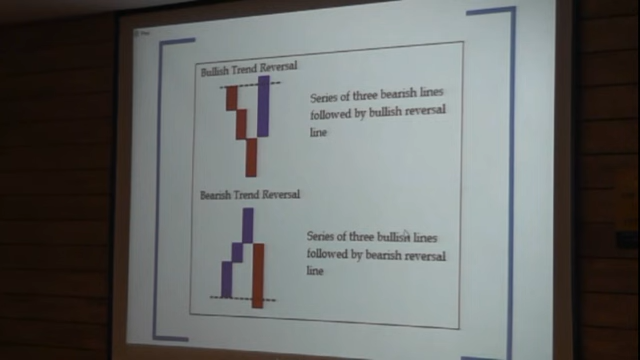 Bullish Trend Reversal
Series of three bearish lines
followed by bullish reversal
line
Bearish Trend Reversal
Series of three bullish lines
followed by bearish reversal
line